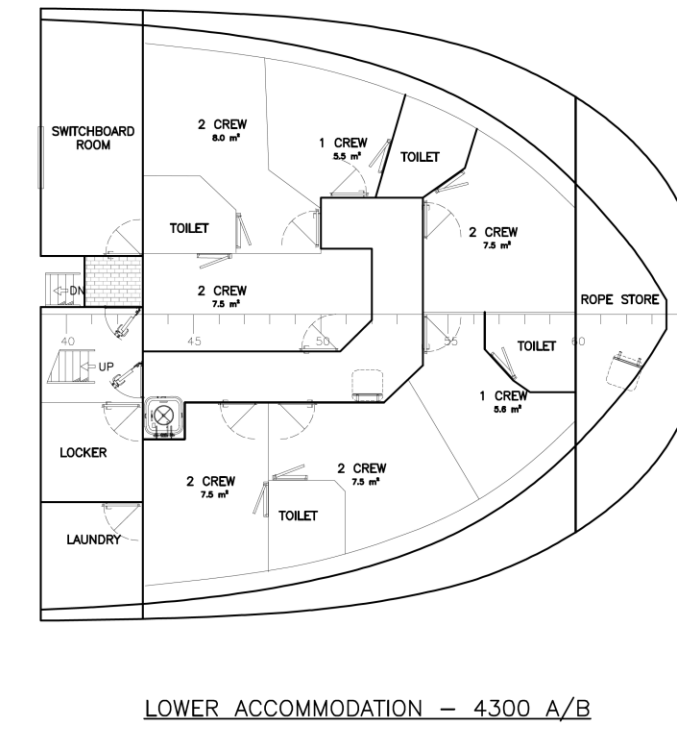 2 CREW
8.0 m²
SWITCHBOARD
ROOM
1 CREW
5.5 m²
TOILET
TOILET
2 CREW
7.5 m²
2 CREW
7.5 m²
DN
ROPE STORE
40
45
50
55
60
TOILET
UP
1 CREW
5.6 m²
LOCKER
2 CREW
7.5 m²
2 CREW
7.5 m²
TOILET
LAUNDRY
LOWER ACCOMMODATION – 4300 A/B